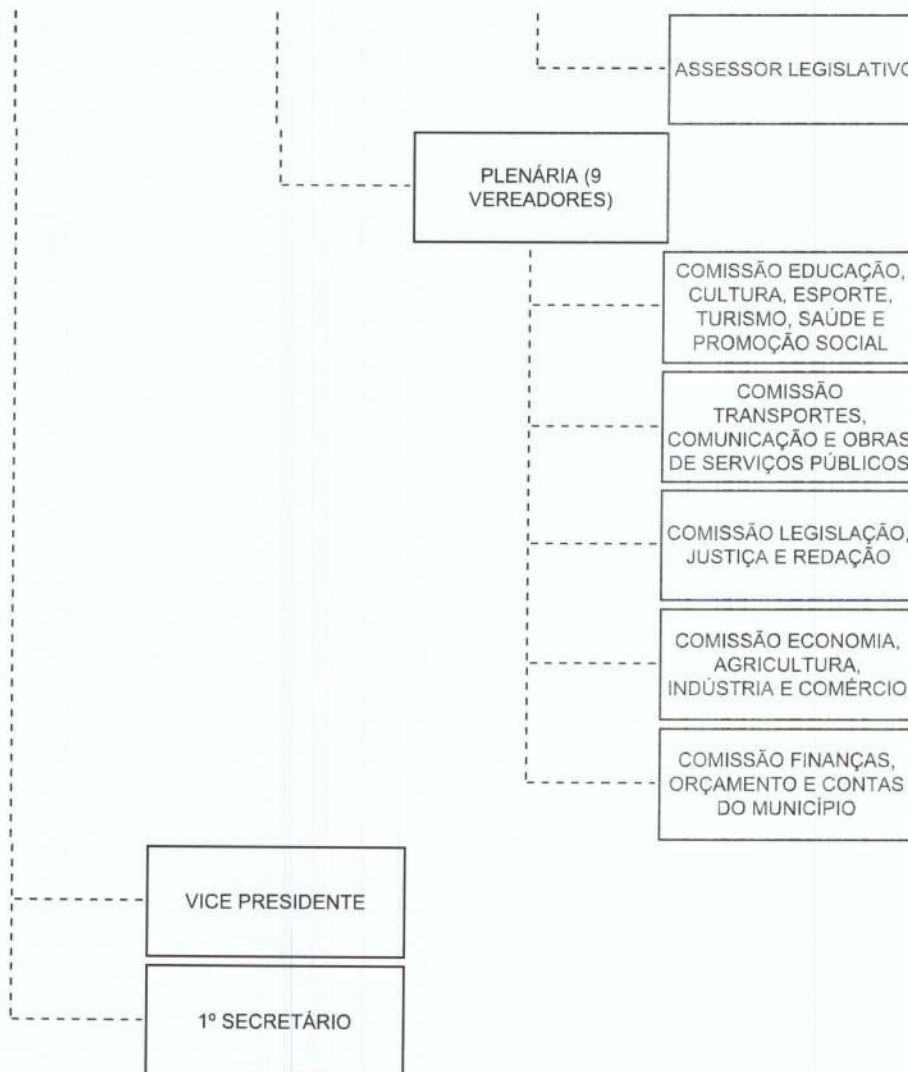 ASSESSOR LEGISLATIVO
PLENÁRIA (9
VEREADORES)
COMISSÃO EDUCAÇÃO,
CULTURA, ESPORTE,
TURISMO, SAÚDE E
PROMOÇÃO SOCIAL
COMISSÃO
TRANSPORTES,
COMUNICAÇÃO E OBRAS
DE SERVIÇOS PÚBLICOS
COMISSÃO LEGISLAÇÃO,
JUSTIÇA E REDAÇÃO
COMISSÃO ECONOMIA,
AGRICULTURA,
INDÚSTRIA E COMÉRCIO
COMISSÃO FINANÇAS,
ORÇAMENTO E CONTAS
DO MUNICÍPIO
VICE PRESIDENTE
1º SECRETÁRIO